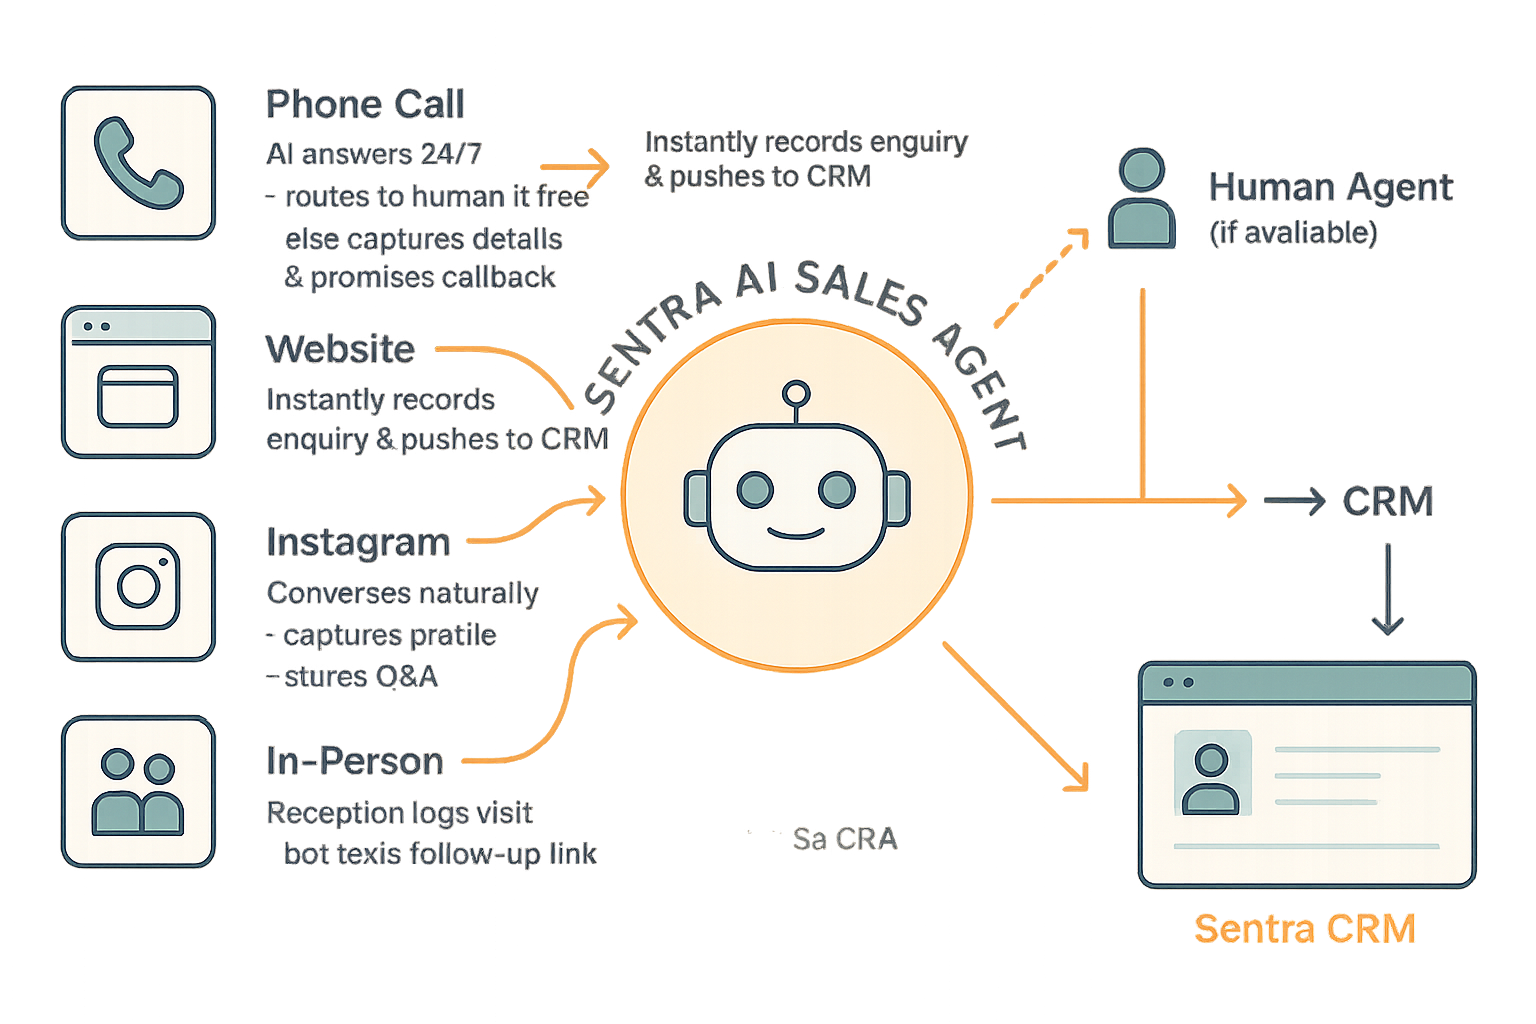 Phone Call
AI answers 24/7
- routes to human it free
else captures detalls
& promises callback
Instantly records enguiry
& pushes to CRM
Human Agent
(if avaliable)
SENTRA AI SALES AGENT
Website
Instantly records
enquiry & pushes to CRM
Instagram
Converses naturally
- captures pratile
- stures Q&A
CRM
In-Person
Reception logs visit
bot texis follow-up link
Sa CRA
Sentra CRM